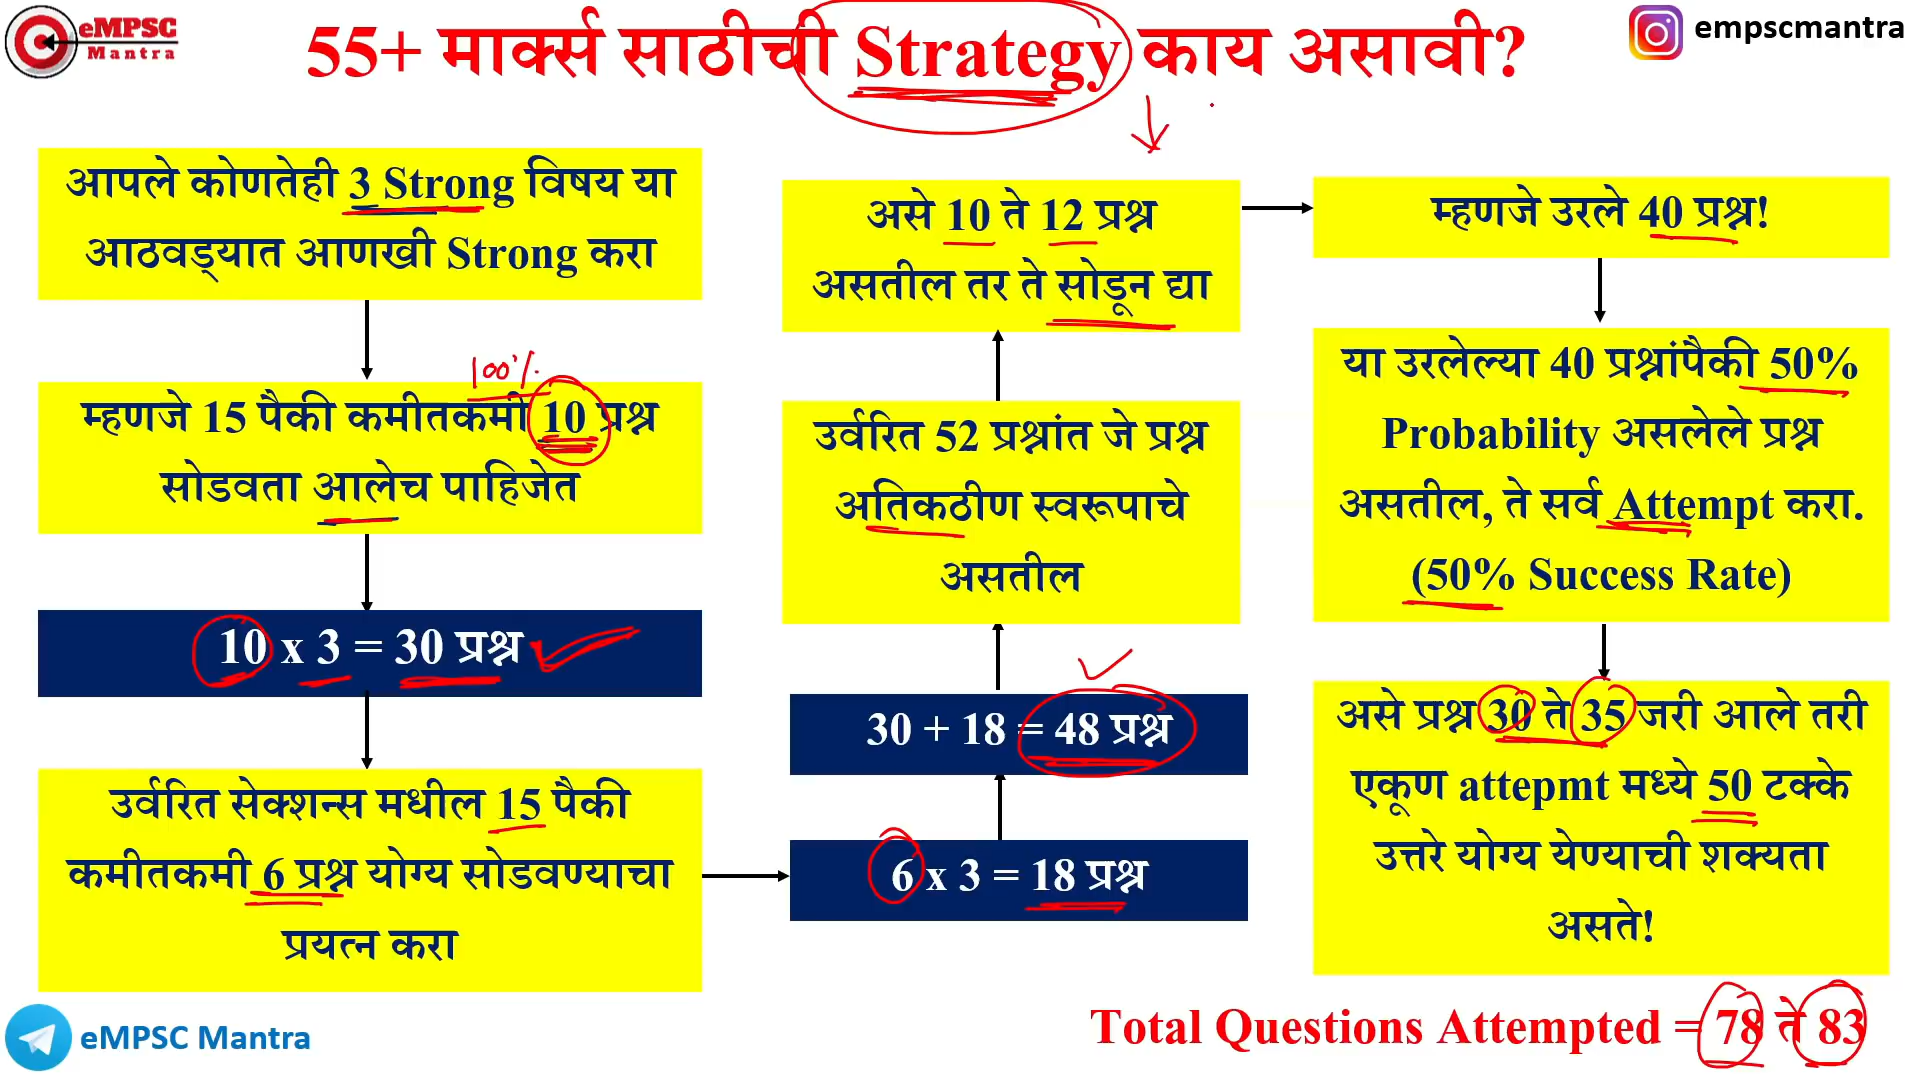 eMPSC
Mantra
55+ मार्क्स साठीची Strategy काय असावी?
empscmantra
आपले कोणतेही 3 Strong विषय या
आठवड्यात आणखी Strong करा
100%
म्हणजे 15 पैकी कमीतकमी 10 प्रश्न
सोडवता आलेच पाहिजेत
10 x 3 = 30 प्रश्न
उर्वरित सेक्शन्स मधील 15 पैकी
कमीतकमी 6 प्रश्न योग्य सोडवण्याचा
प्रयत्न करा
6 x 3 = 18 प्रश्न
30 + 18 = 48 प्रश्न
उर्वरित 52 प्रश्नांत जे प्रश्न
अतिकठीण स्वरूपाचे
असतील
असे 10 ते 12 प्रश्न
असतील तर ते सोडून द्या
म्हणजे उरले 40 प्रश्न!
या उरलेल्या 40 प्रश्नांपैकी 50%
Probability असलेले प्रश्न
असतील, ते सर्व Attempt करा.
(50% Success Rate)
असे प्रश्न 30 ते 35 जरी आले तरी
एकूण attepmt मध्ये 50 टक्के
उत्तरे योग्य येण्याची शक्यता
असते!
Total Questions Attempted = 78 ते 83
eMPSC Mantra